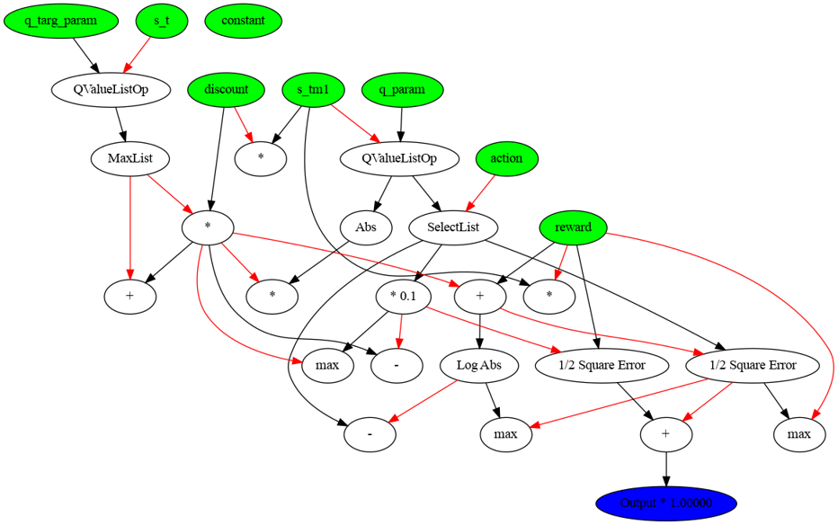 q_targ_param
s_t
constant
QValueListOp
discount
s_tm1
q_param
MaxList
*
QValueListOp
action
*
Abs
SelectList
reward
+
*
* 0.1
+
*
max
-
Log Abs
1/2 Square Error
1/2 Square Error
-
max
+
max
Output * 1.00000